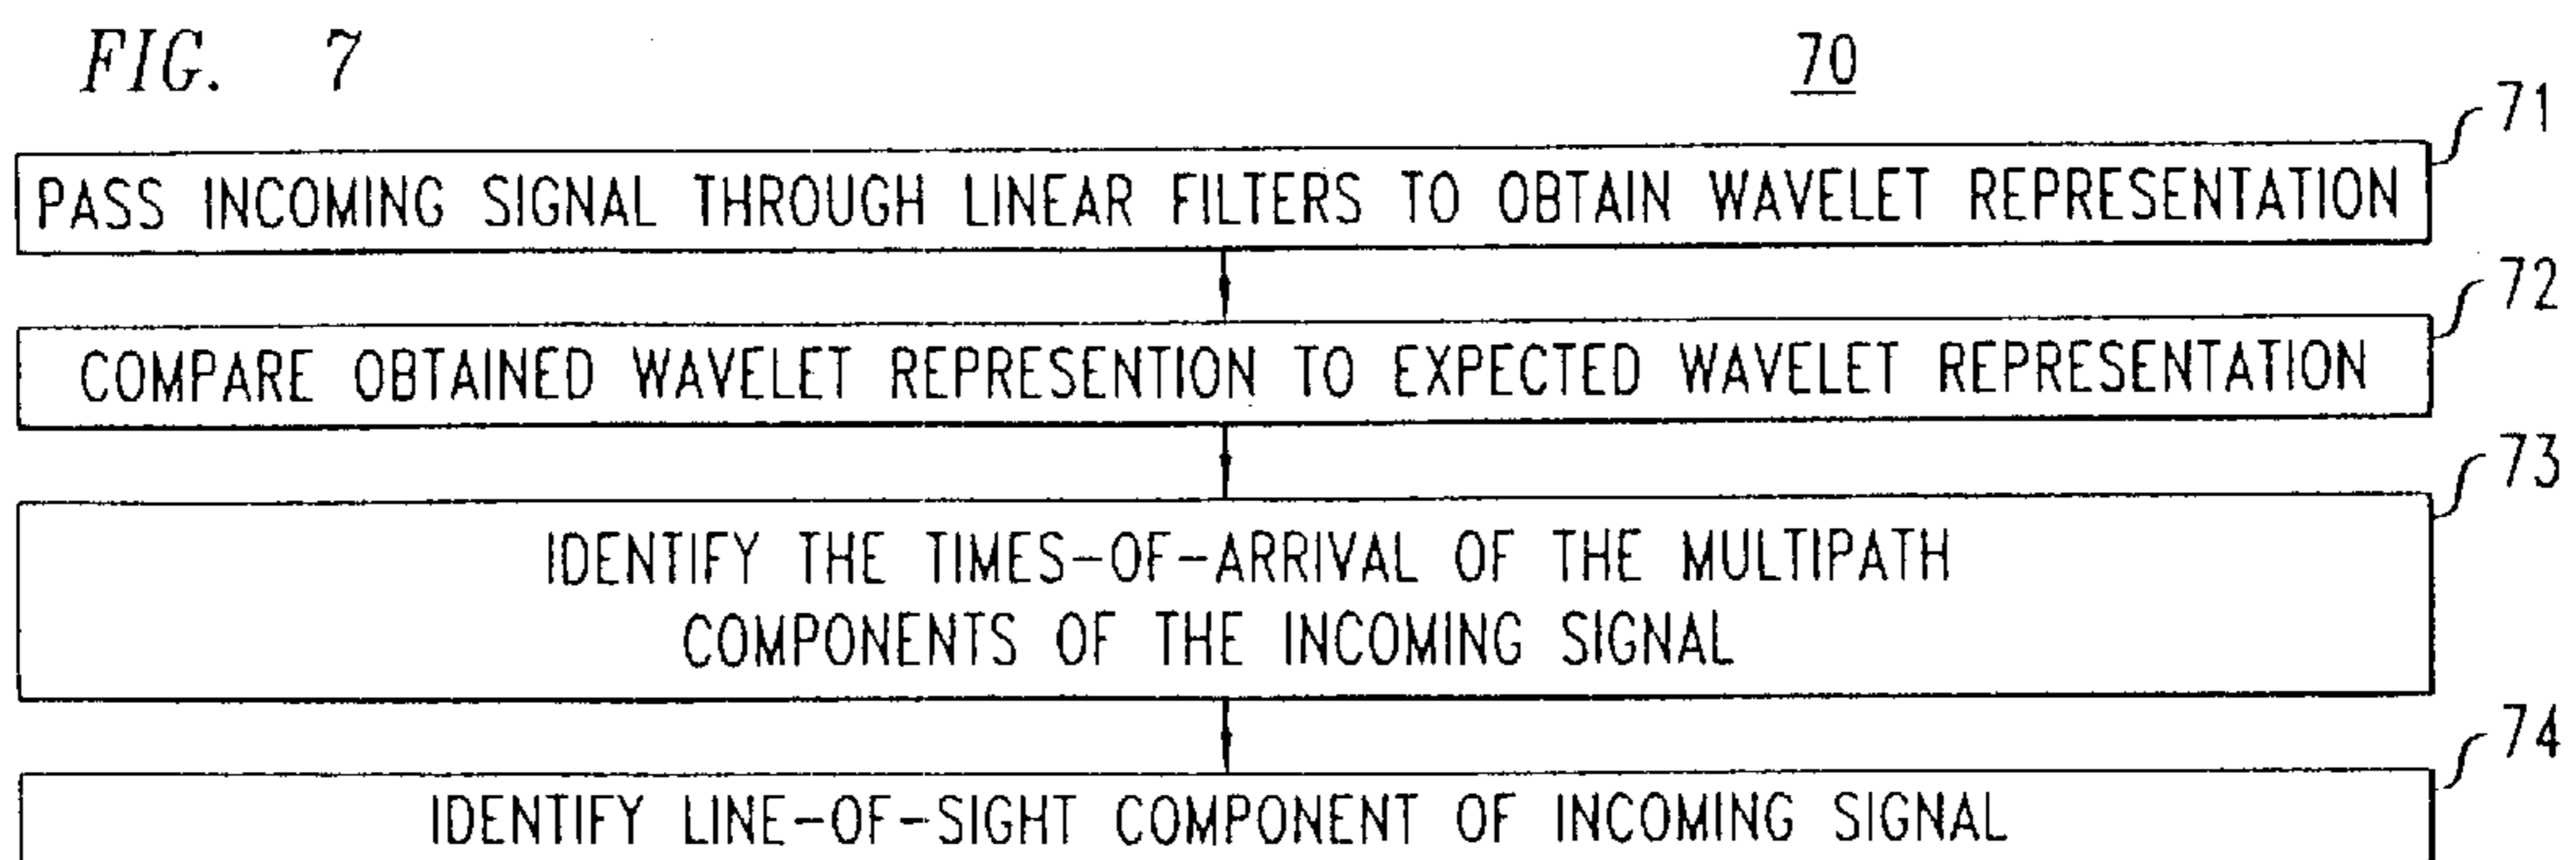 FIG. 7
70
71
PASS INCOMING SIGNAL THROUGH LINEAR FILTERS TO OBTAIN WAVELET REPRESENTATION
72
COMPARE OBTAINED WAVELET REPRESENTION TO EXPECTED WAVELET REPRESENTATION
73
IDENTIFY THE TIMES-OF-ARRIVAL OF THE MULTIPATH
COMPONENTS OF THE INCOMING SIGNAL
74
IDENTIFY LINE-OF-SIGHT COMPONENT OF INCOMING SIGNAL